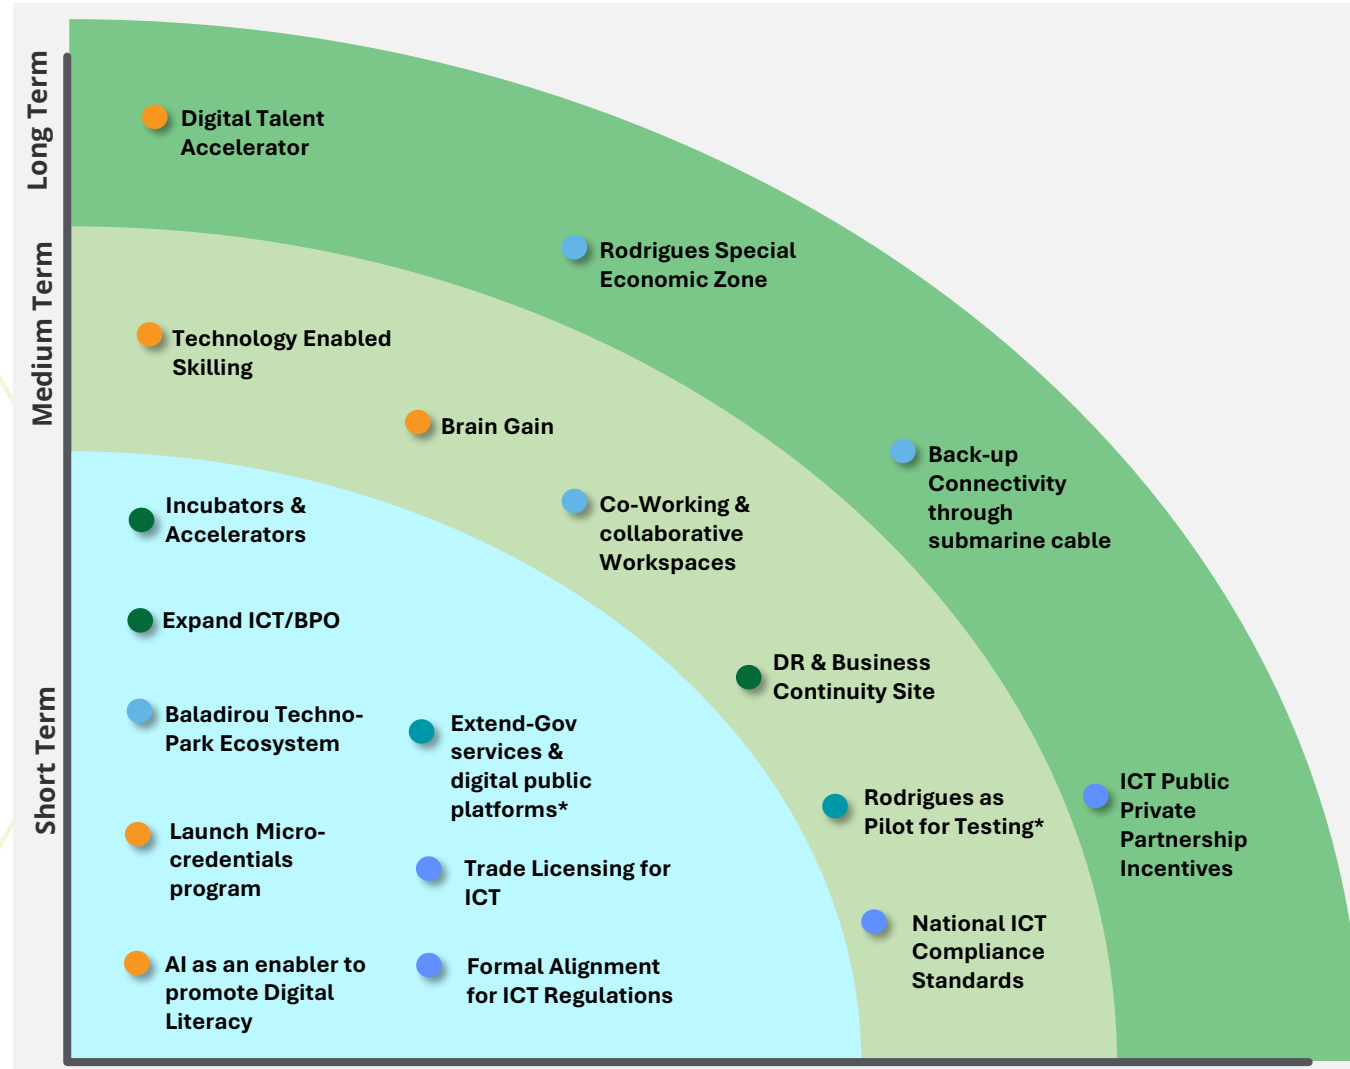 Long Term
Digital Talent
Accelerator
Rodrigues Special
Economic Zone
Back-up
Connectivity
through
submarine cable
ICT Public
Private
Partnership
Incentives
Medium Term
Technology Enabled
Skilling
Brain Gain
Co-Working &
collaborative
Workspaces
DR & Business
Continuity Site
Rodrigues as
Pilot for Testing*
National ICT
Compliance
Standards
Short Term
Incubators &
Accelerators
Expand ICT/BPO
Baladirou Techno-
Park Ecosystem
Launch Micro-
credentials
program
AI as an enabler to
promote Digital
Literacy
Extend-Gov
services &
digital public
platforms*
Trade Licensing for
ICT
Formal Alignment
for ICT Regulations